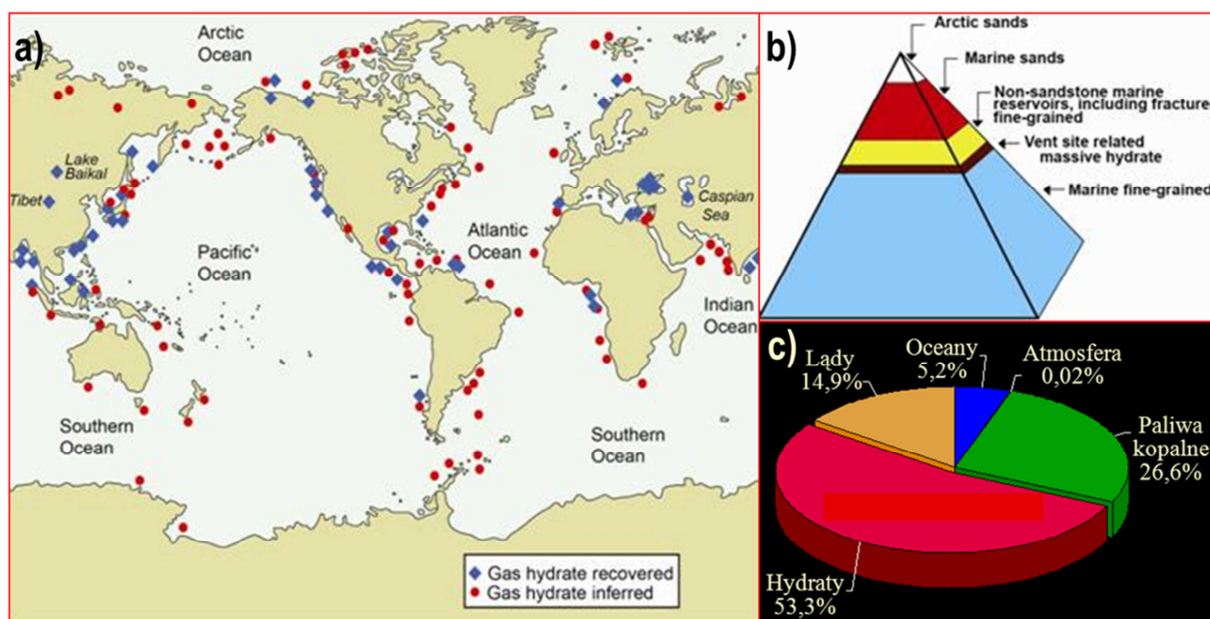 a)
Arctic
Ocean
Lake
Baikal
Tibet
Pacific
Ocean
Atlantic
Ocean
Caspian
Sea
Indian
Ocean
Southern
Ocean
Southern
Ocean
Gas hydrate recovered
Gas hydrate inferred
b)
Arctic sands
Marine sands
Non-sandstone marine
reservoirs, including fracture
fine-grained
Vent site related
massive hydrate
Marine fine-grained
c)
Lądy
14,9%
Oceany
5,2%
Atmosfera
0,02%
Paliwa
kopalne
26,6%
Hydraty
53,3%